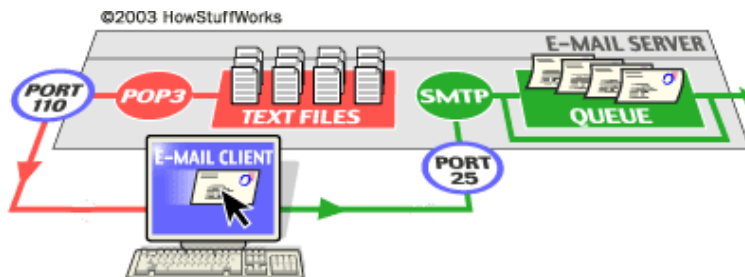 ©2003 HowStuffWorks
E-MAIL SERVER
PORT
110
POP3
TEXT FILES
SMTP
QUEUE
E-MAIL CLIENT
PORT
25